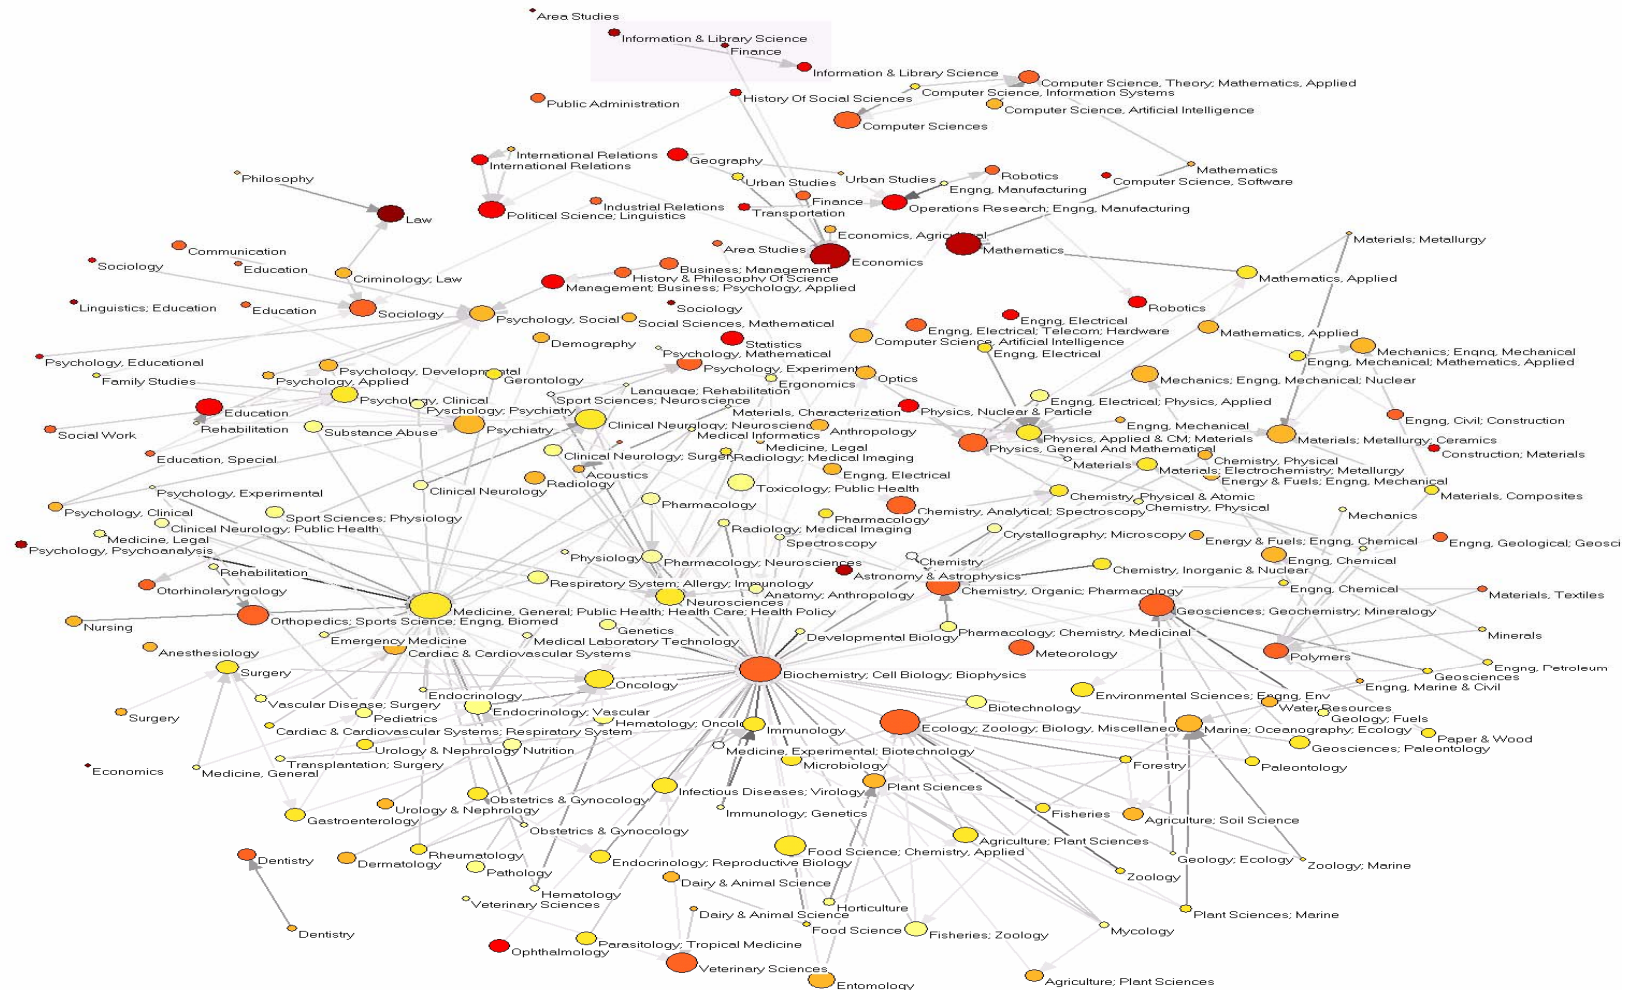 Area Studies
Information & Library Science
Finance
Information & Library Science
Computer Science, Theory; Mathematics, Applied
Computer Science, Information Systems
Public Administration
History Of Social Sciences
Computer Science, Artificial Intelligence
Computer Sciences
International Relations
International Relations
Geography
Mathematics
Philosophy
Urban Studies
Urban Studies
Robotics
Computer Science, Software
Engng, Manufacturing
Finance
Law
Political Science; Linguistics
Industrial Relations
Transportation
Operations Research; Engng, Manufacturing
Economics, Agricultural
Materials; Metallurgy
Communication
Area Studies
Mathematics
Economics
Sociology
Education
Criminology; Law
Business; Management
History & Philosophy Of Science
Management; Business; Psychology, Applied
Mathematics, Applied
Linguistics; Education
Education
Sociology
Psychology, Social
Sociology
Social Sciences, Mathematical
Robotics
Engng, Electrical
Engng, Electrical; Telecom; Hardware
Mathematics, Applied
Demography
Statistics
Computer Science, Artificial Intelligence
Psychology, Mathematical
Engng, Electrical
Mechanics; Engng, Mechanical
Engng, Mechanical; Mathematics, Applied
Psychology, Educational
Psychology, Developmental
Psychology, Experiment
Family Studies
Psychology, Applied
Gerontology
Ergonomics
Optics
Mechanics; Engng, Mechanical; Nuclear
Language; Rehabilitation
Psychology, Clinical
Sport Sciences; Neuroscience
Engng, Electrical; Physics, Applied
Education
Psychology; Psychiatry
Materials, Characterization
Physics, Nuclear & Particle
Rehabilitation
Substance Abuse
Psychiatry
Clinical Neurology; Neuroscienc
Anthropology
Engng, Mechanical
Engng, Civil; Construction
Social Work
Medical Informatics
Medicine, Legal
Physics, Applied & CM; Materials
Physics, General And Mathematical
Materials; Metallurgy; Ceramics
Education, Special
Clinical Neurology; Surgery
Radiology; Medical Imaging
Materials
Chemistry, Physical
Construction; Materials
Acoustics
Engng, Electrical
Materials; Electrochemistry; Metallurgy
Energy & Fuels; Engng, Mechanical
Psychology, Experimental
Clinical Neurology
Radiology
Toxicology; Public Health
Chemistry, Physical & Atomic
Chemistry, Physical
Materials, Composites
Psychology, Clinical
Sport Sciences; Physiology
Pharmacology
Chemistry, Analytical; Spectroscopy
Mechanics
Clinical Neurology; Public Health
Pharmacology
Radiology; Medical Imaging
Crystallography; Microscopy
Medicine, Legal
Spectroscopy
Energy & Fuels; Engng, Chemical
Engng, Geological; Geosci
Psychology, Psychoanalysis
Physiology
Pharmacology; Neurosciences
Chemistry
Engng, Chemical
Rehabilitation
Astronomy & Astrophysics
Chemistry, Inorganic & Nuclear
Otorhinolaryngology
Respiratory System; Allergy; Immunology
Anatomy; Anthropology
Chemistry, Organic; Pharmacology
Engng, Chemical
Materials, Textiles
Neurosciences
Medicine, General; Public Health; Health Care; Health Policy
Geosciences; Geochemistry, Mineralogy
Orthopedics; Sports Science; Engng, Biomed
Nursing
Genetics
Emergency Medicine
Medical Laboratory Technology
Developmental Biology
Pharmacology; Chemistry, Medicinal
Minerals
Anesthesiology
Cardiac & Cardiovascular Systems
Meteorology
Polymers
Surgery
Biochemistry; Cell Biology; Biophysics
Engng, Petroleum
Geosciences
Oncology
Engng, Marine & Civil
Endocrinology
Environmental Sciences; Engng, Env
Vascular Disease; Surgery
Endocrinology; Vascular
Biotechnology
Water Resources
Surgery
Pediatrics
Hematology; Oncolo
Geology; Fuels
Cardiac & Cardiovascular Systems; Respiratory System
Immunology
Ecology; Zoology; Biology, Miscellaneo
Marine; Oceanography; Ecology
Paper & Wood
Urology & Nephrology
Nutrition
Medicine, Experimental; Biotechnology
Geosciences; Paleontology
Economics
Medicine, General
Transplantation; Surgery
Microbiology
Forestry
Paleontology
Infectious Diseases; Virology
Plant Sciences
Obstetrics & Gynocology
Urology & Nephrology
Immunology; Genetics
Fisheries
Gastroenterology
Agriculture; Soil Science
Obstetrics & Gynocology
Agriculture; Plant Sciences
Dentistry
Dermatology
Rheumatology
Endocrinology; Reproductive Biology
Food Science; Chemistry, Applied
Geology; Ecology
Zoology; Marine
Pathology
Zoology
Dairy & Animal Science
Hematology
Veterinary Sciences
Horticulture
Dairy & Animal Science
Plant Sciences; Marine
Dentistry
Food Science
Fisheries; Zoology
Mycology
Ophthalmology
Parasitology; Tropical Medicine
Veterinary Sciences
Entomology
Agriculture; Plant Sciences